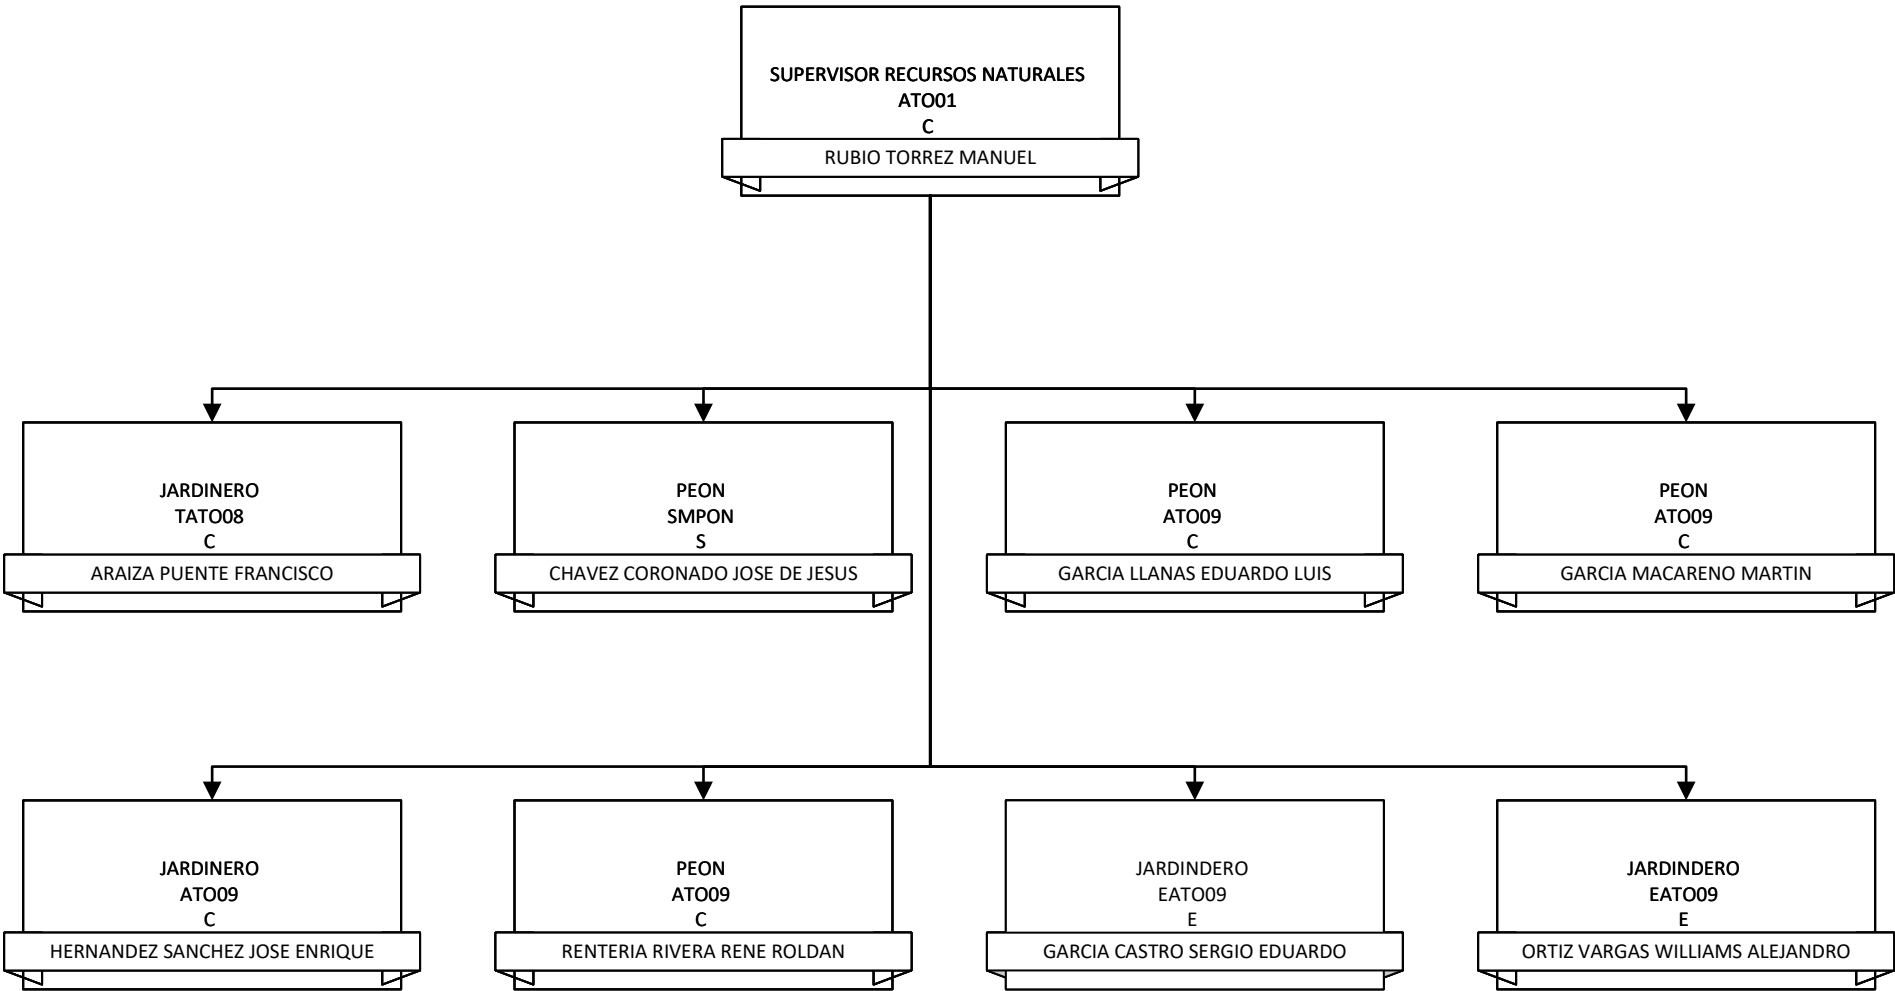 SUPERVISOR RECURSOS NATURALES
ATO01
C
RUBIO TORREZ MANUEL
JARDINERO
TATO08
C
ARAIZA PUENTE FRANCISCO
PEON
SMPON
S
CHAVEZ CORONADO JOSE DE JESUS
PEON
ATO09
C
GARCIA LLANAS EDUARDO LUIS
PEON
ATO09
C
GARCIA MACARENO MARTIN
JARDINERO
ATO09
C
HERNANDEZ SANCHEZ JOSE ENRIQUE
PEON
ATO09
C
RENTERIA RIVERA RENE ROLDAN
JARDINDERO
EATO09
E
GARCIA CASTRO SERGIO EDUARDO
JARDINDERO
EATO09
E
ORTIZ VARGAS WILLIAMS ALEJANDRO